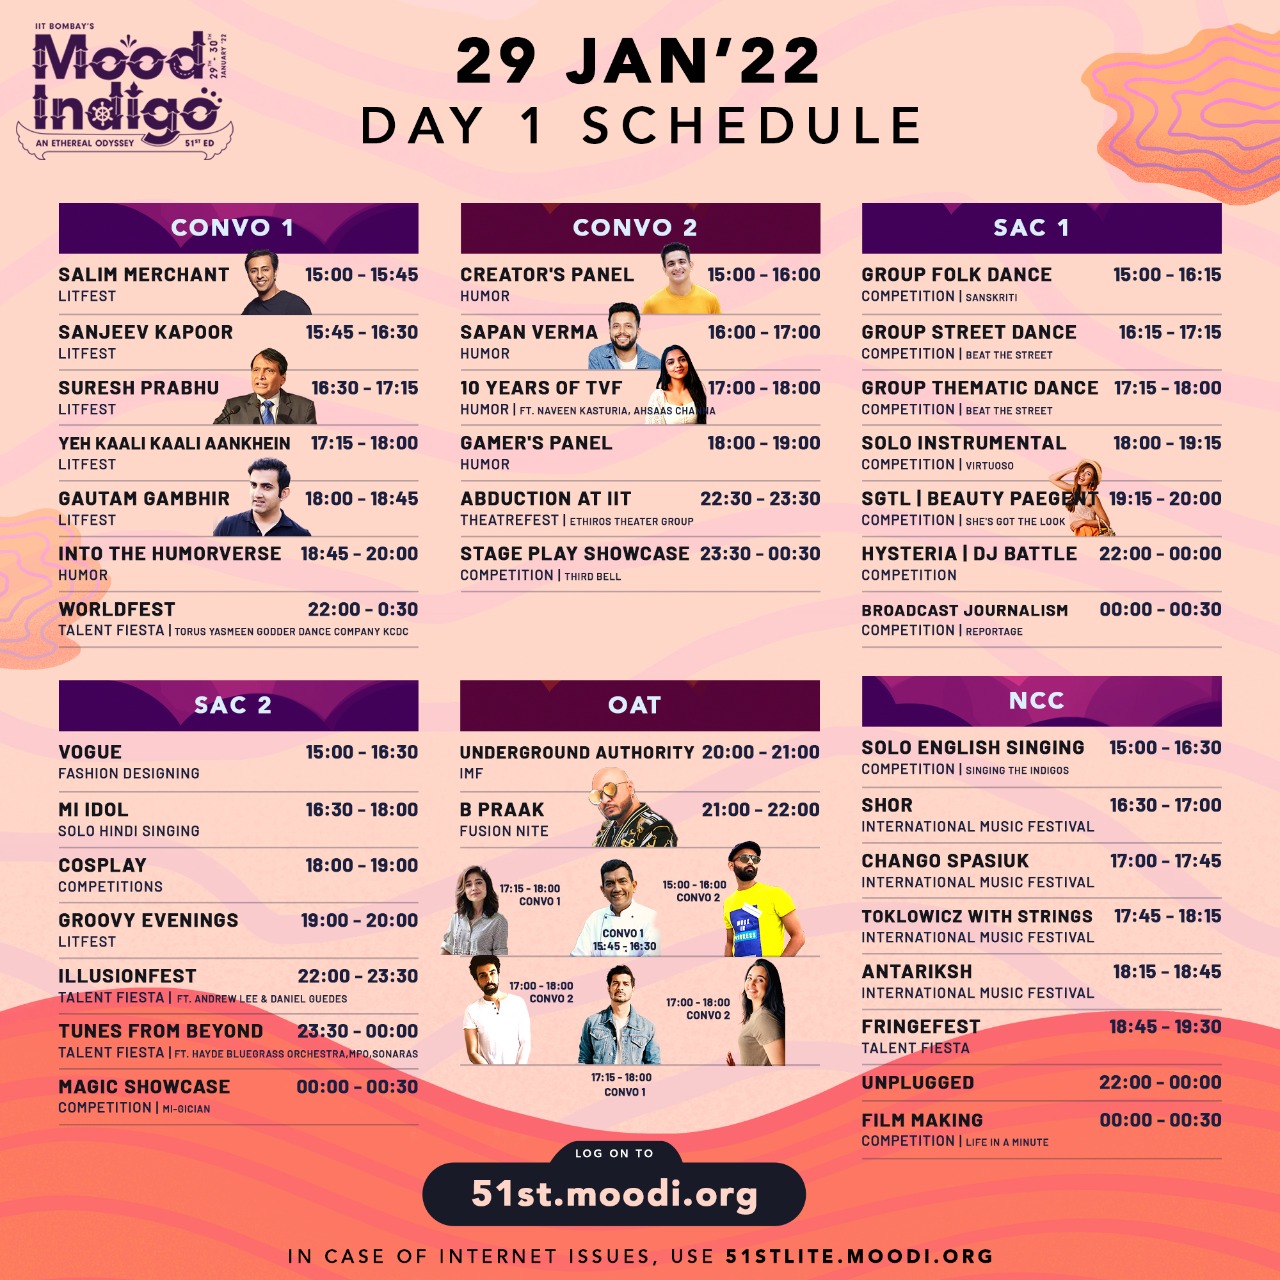 IIT BOMBAY'S
Mood
Indigo
29TH - 30TH
JANUARY '22
AN ETHEREAL ODYSSEY 51ST ED
29 JAN'22
DAY 1 SCHEDULE
CONVO 1
SALIM MERCHANT 15:00 - 15:45
LITFEST
SANJEEV KAPOOR 15:45 - 16:30
LITFEST
SURESH PRABHU 16:30 - 17:15
LITFEST
YEH KAALI KAALI AANKHEIN 17:15 - 18:00
LITFEST
GAUTAM GAMBHIR 18:00 - 18:45
LITFEST
INTO THE HUMORVERSE 18:45 - 20:00
HUMOR
WORLDFEST 22:00 - 0:30
TALENT FIESTA | TORUS YASMEEN GODDER DANCE COMPANY KCDC
CONVO 2
CREATOR'S PANEL 15:00 - 16:00
HUMOR
SAPAN VERMA 16:00 - 17:00
HUMOR
10 YEARS OF TVF 17:00 - 18:00
HUMOR | FT. NAVEEN KASTURIA, AHSAAS CHANNA
GAMER'S PANEL 18:00 - 19:00
HUMOR
ABDUCTION AT IIT 22:30 - 23:30
THEATREFEST | ETHIROS THEATER GROUP
STAGE PLAY SHOWCASE 23:30 - 00:30
COMPETITION | THIRD BELL
SAC 1
GROUP FOLK DANCE 15:00 - 16:15
COMPETITION | SANSKRITI
GROUP STREET DANCE 16:15 - 17:15
COMPETITION | BEAT THE STREET
GROUP THEMATIC DANCE 17:15 - 18:00
COMPETITION | BEAT THE STREET
SOLO INSTRUMENTAL 18:00 - 19:15
COMPETITION | VIRTUOSO
SGTL | BEAUTY PAEGENT 19:15 - 20:00
COMPETITION | SHE'S GOT THE LOOK
HYSTERIA | DJ BATTLE 22:00 - 00:00
COMPETITION
BROADCAST JOURNALISM 00:00 - 00:30
COMPETITION | REPORTAGE
SAC 2
VOGUE 15:00 - 16:30
FASHION DESIGNING
MI IDOL 16:30 - 18:00
SOLO HINDI SINGING
COSPLAY 18:00 - 19:00
COMPETITIONS
GROOVY EVENINGS 19:00 - 20:00
LITFEST
ILLUSIONFEST 22:00 - 23:30
TALENT FIESTA | FT. ANDREW LEE & DANIEL GUEDES
TUNES FROM BEYOND 23:30 - 00:00
TALENT FIESTA | FT. HAYDE BLUEGRASS ORCHESTRA,MPO,SONARAS
MAGIC SHOWCASE 00:00 - 00:30
COMPETITION | MI-GICIAN
OAT
UNDERGROUND AUTHORITY 20:00 - 21:00
IMF
B PRAAK 21:00 - 22:00
FUSION NITE
17:15 - 18:00
CONVO 1
CONVO 1
15:45 - 16:30
15:00 - 16:00
CONVO 2
17:00 - 18:00
CONVO 2
17:00 - 18:00
CONVO 2
17:15 - 18:00
CONVO 1
NCC
SOLO ENGLISH SINGING 15:00 - 16:30
COMPETITION | SINGING THE INDIGOS
SHOR 16:30 - 17:00
INTERNATIONAL MUSIC FESTIVAL
CHANGO SPASIUK 17:00 - 17:45
INTERNATIONAL MUSIC FESTIVAL
TOKLOWICZ WITH STRINGS 17:45 - 18:15
INTERNATIONAL MUSIC FESTIVAL
ANTARIKSH 18:15 - 18:45
INTERNATIONAL MUSIC FESTIVAL
FRINGEFEST 18:45 - 19:30
TALENT FIESTA
UNPLUGGED 22:00 - 00:00
FILM MAKING 00:00 - 00:30
COMPETITION | LIFE IN A MINUTE
LOG ON TO
51st.moodi.org
IN CASE OF INTERNET ISSUES, USE 51STLITE.MOODI.ORG